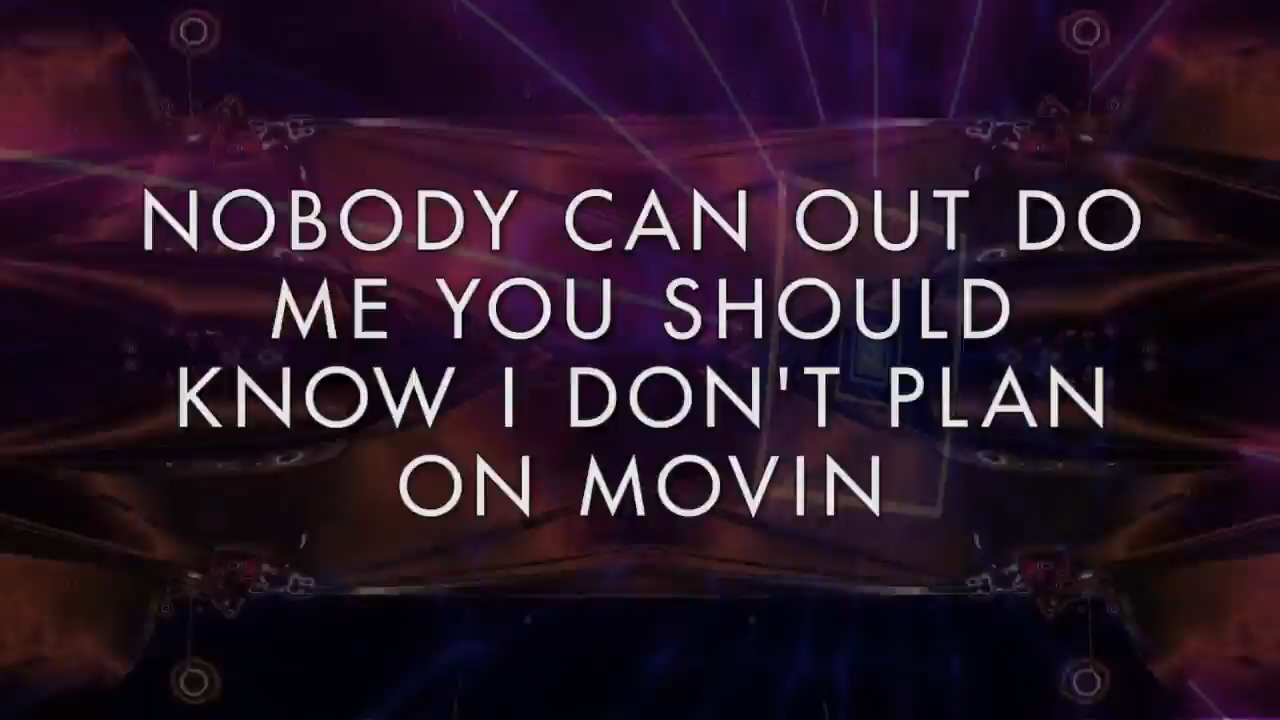 NOBODY CAN OUT DO
ME YOU SHOULD
KNOW I DON'T PLAN
ON MOVIN